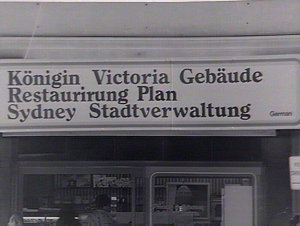 Königin Victoria Gebäude
Restaurirung Plan
Sydney Stadtverwaltung
German